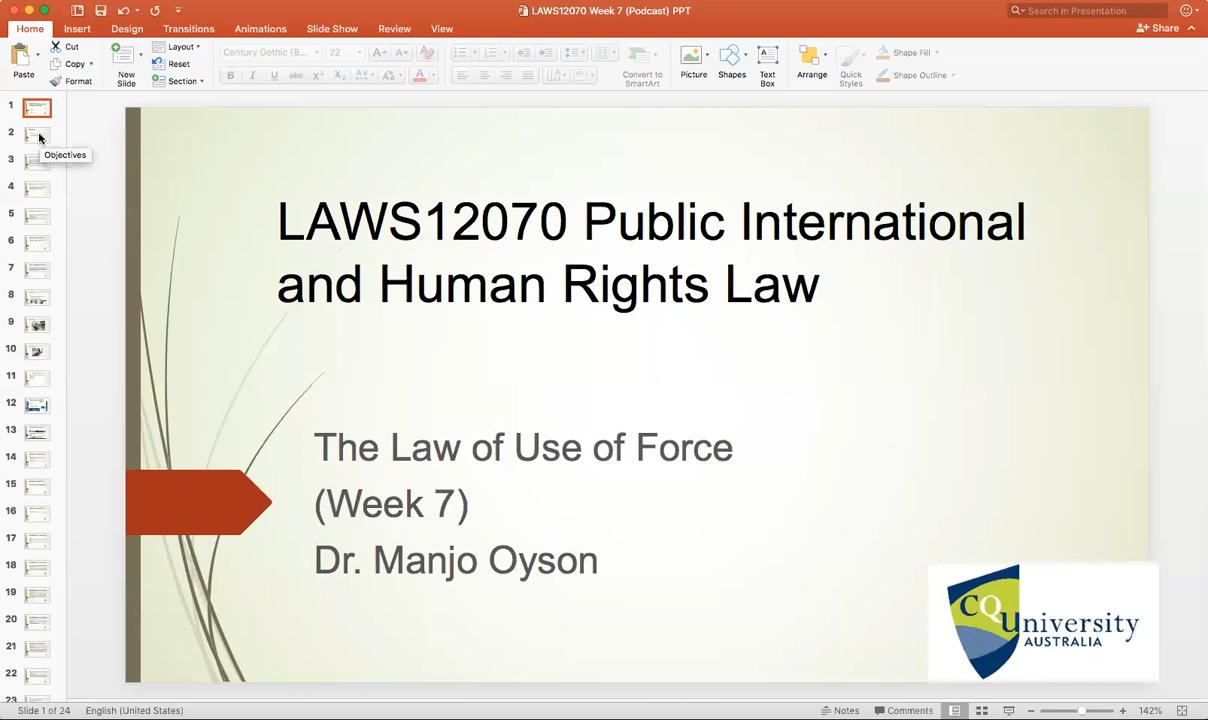 LAWS12070 Week 7 (Podcast) PPT
Search in Presentation
Home Insert Design Transitions Animations Slide Show Review View
Share
Paste
Cut
Copy
Format
New Slide
Layout
Reset
Section
Century Gothic (B... 22
Convert to SmartArt
Picture
Shapes
Text Box
Arrange
Quick Styles
Shape Fill
Shape Outline
1
2
Objectives
3
4
5
6
7
8
9
10
11
12
13
14
15
16
17
18
19
20
21
22
23
LAWS12070 Public International
and Human Rights Law
The Law of Use of Force
(Week 7)
Dr. Manjo Oyson
CQUniversity
AUSTRALIA
Slide 1 of 24 English (United States) Notes Comments 142%